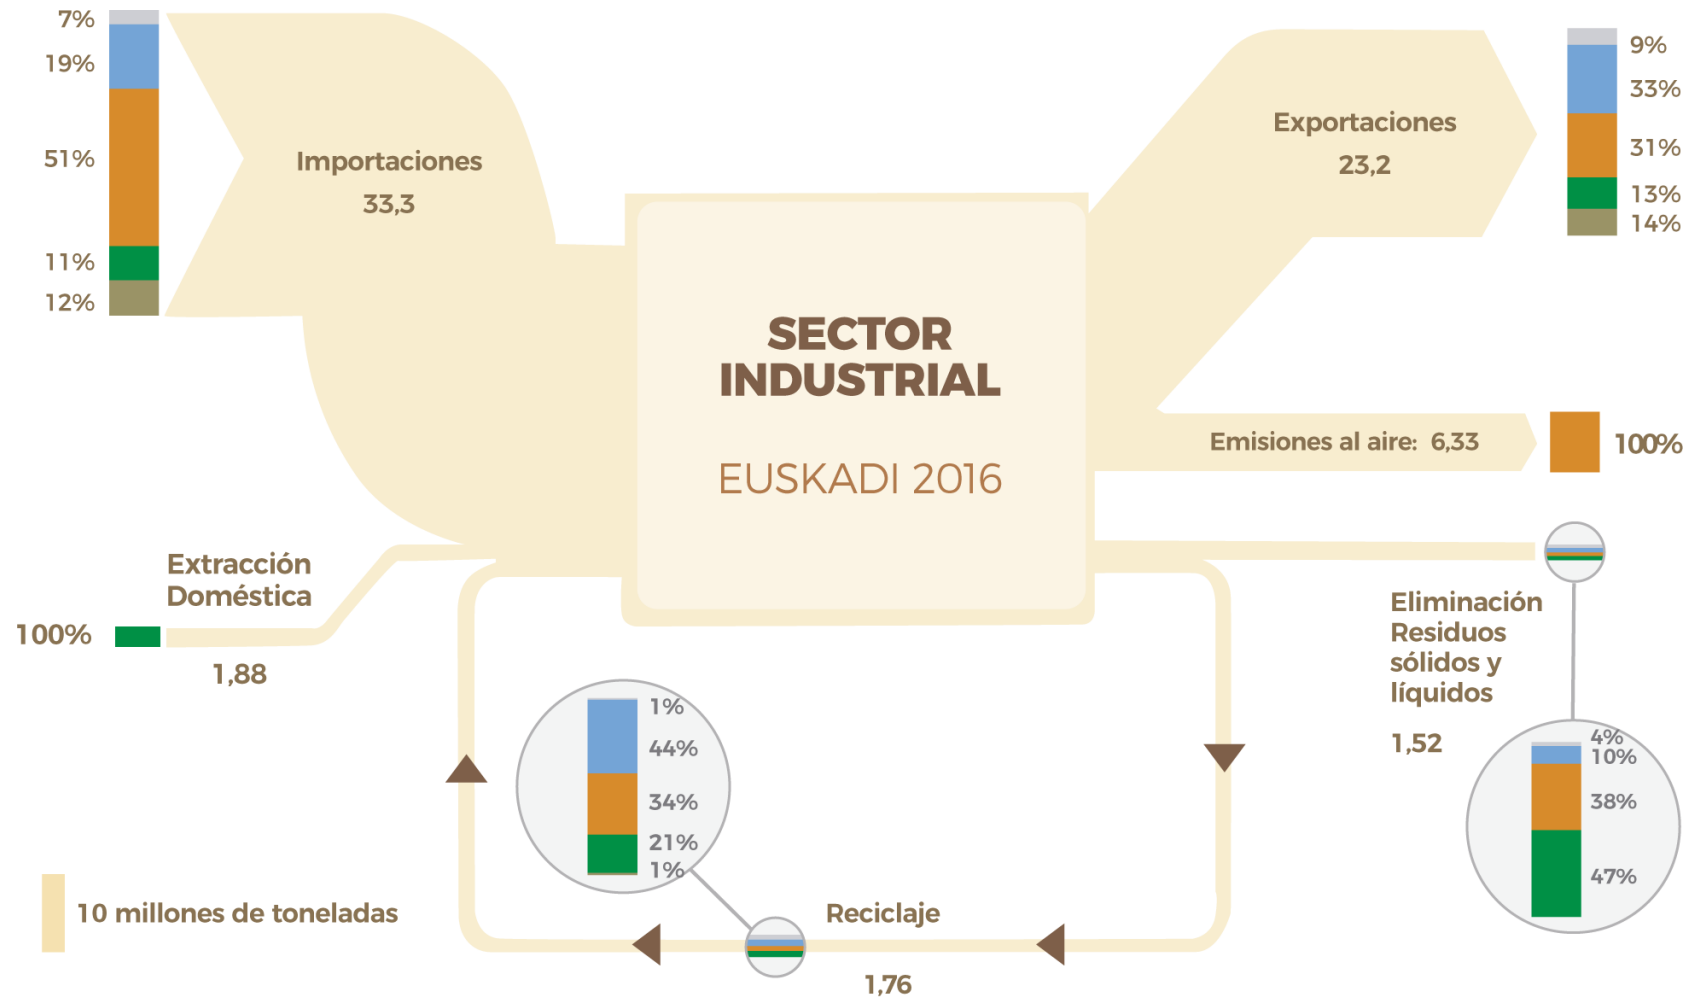 7%
19%
51%
11%
12%
Importaciones
33,3
Exportaciones
23,2
9%
33%
31%
13%
14%
SECTOR
INDUSTRIAL
EUSKADI 2016
Emisiones al aire: 6,33
100%
Extracción
Doméstica
100%
1,88
Eliminación
Residuos
sólidos y
líquidos
1,52
4%
10%
38%
47%
1%
44%
34%
21%
1%
10 millones de toneladas
Reciclaje
1,76